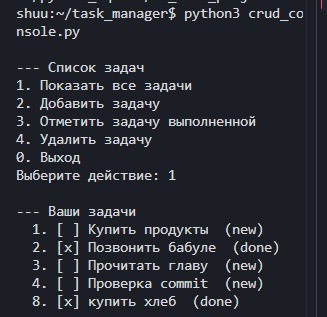 shuu:~/task_manager$ python3 crud_co
nsole.py
--- Список задач
1. Показать все задачи
2. Добавить задачу
3. Отметить задачу выполненной
4. Удалить задачу
0. Выход
Выберите действие: 1
--- Ваши задачи
1. [ ] Купить продукты (new)
2. [x] Позвонить бабуле (done)
3. [ ] Прочитать главу (new)
4. [ ] Проверка commit (new)
8. [x] купить хлеб (done)